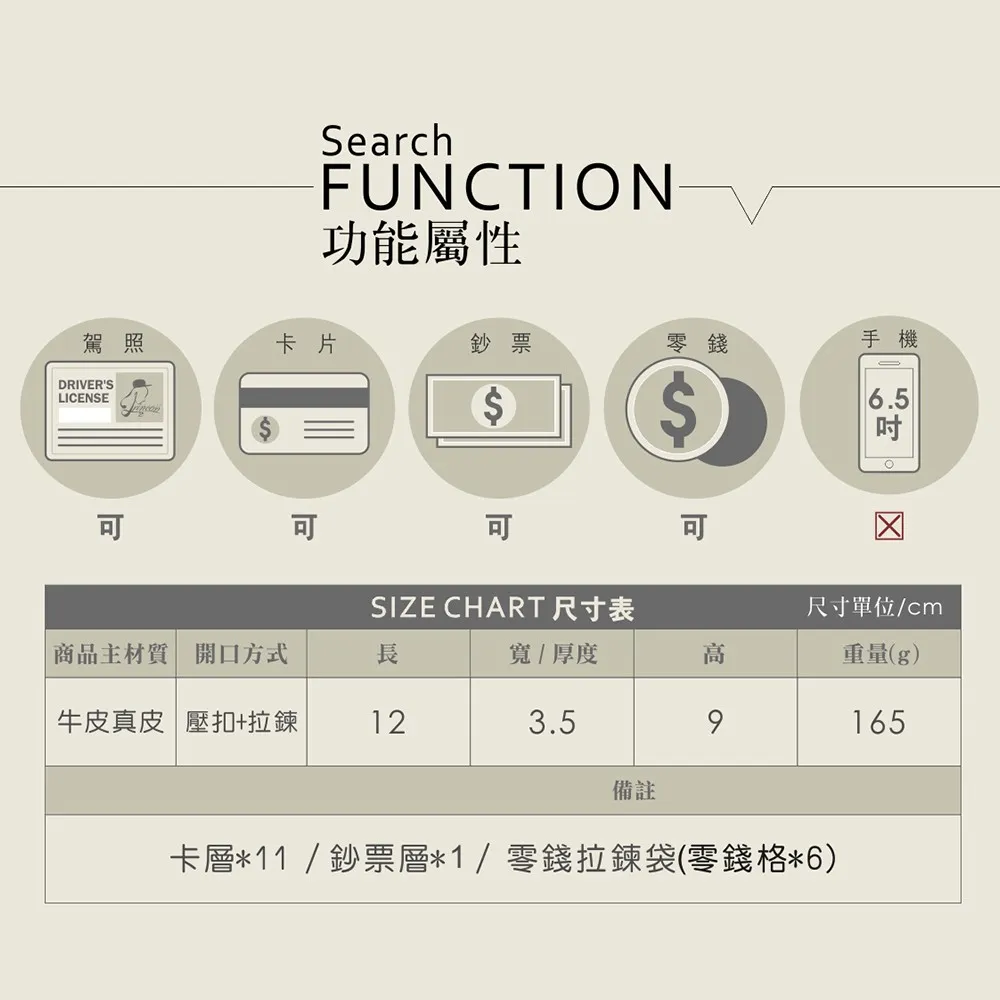 Search
FUNCTION
功能屬性
駕照
卡片
鈔票
零錢
手機
DRIVER'S
LICENSE
$
$
$
6.5
吋
可
可
可
可
SIZE CHART 尺寸表
尺寸單位/cm
商品主材質 開口方式 長 寬/厚度 高 重量(g)
牛皮真皮 壓扣+拉鍊 12 3.5 9 165
備註
卡層*11 / 鈔票層*1 / 零錢拉鍊袋(零錢格*6)